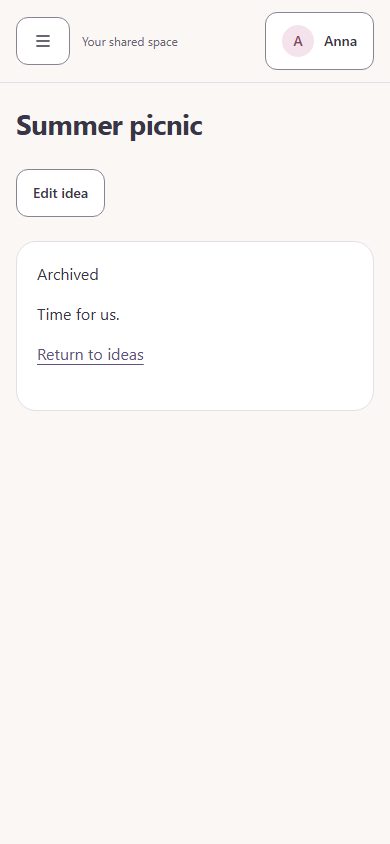 Your shared space
A
Anna
Summer picnic
Edit idea
Archived
Time for us.
Return to ideas